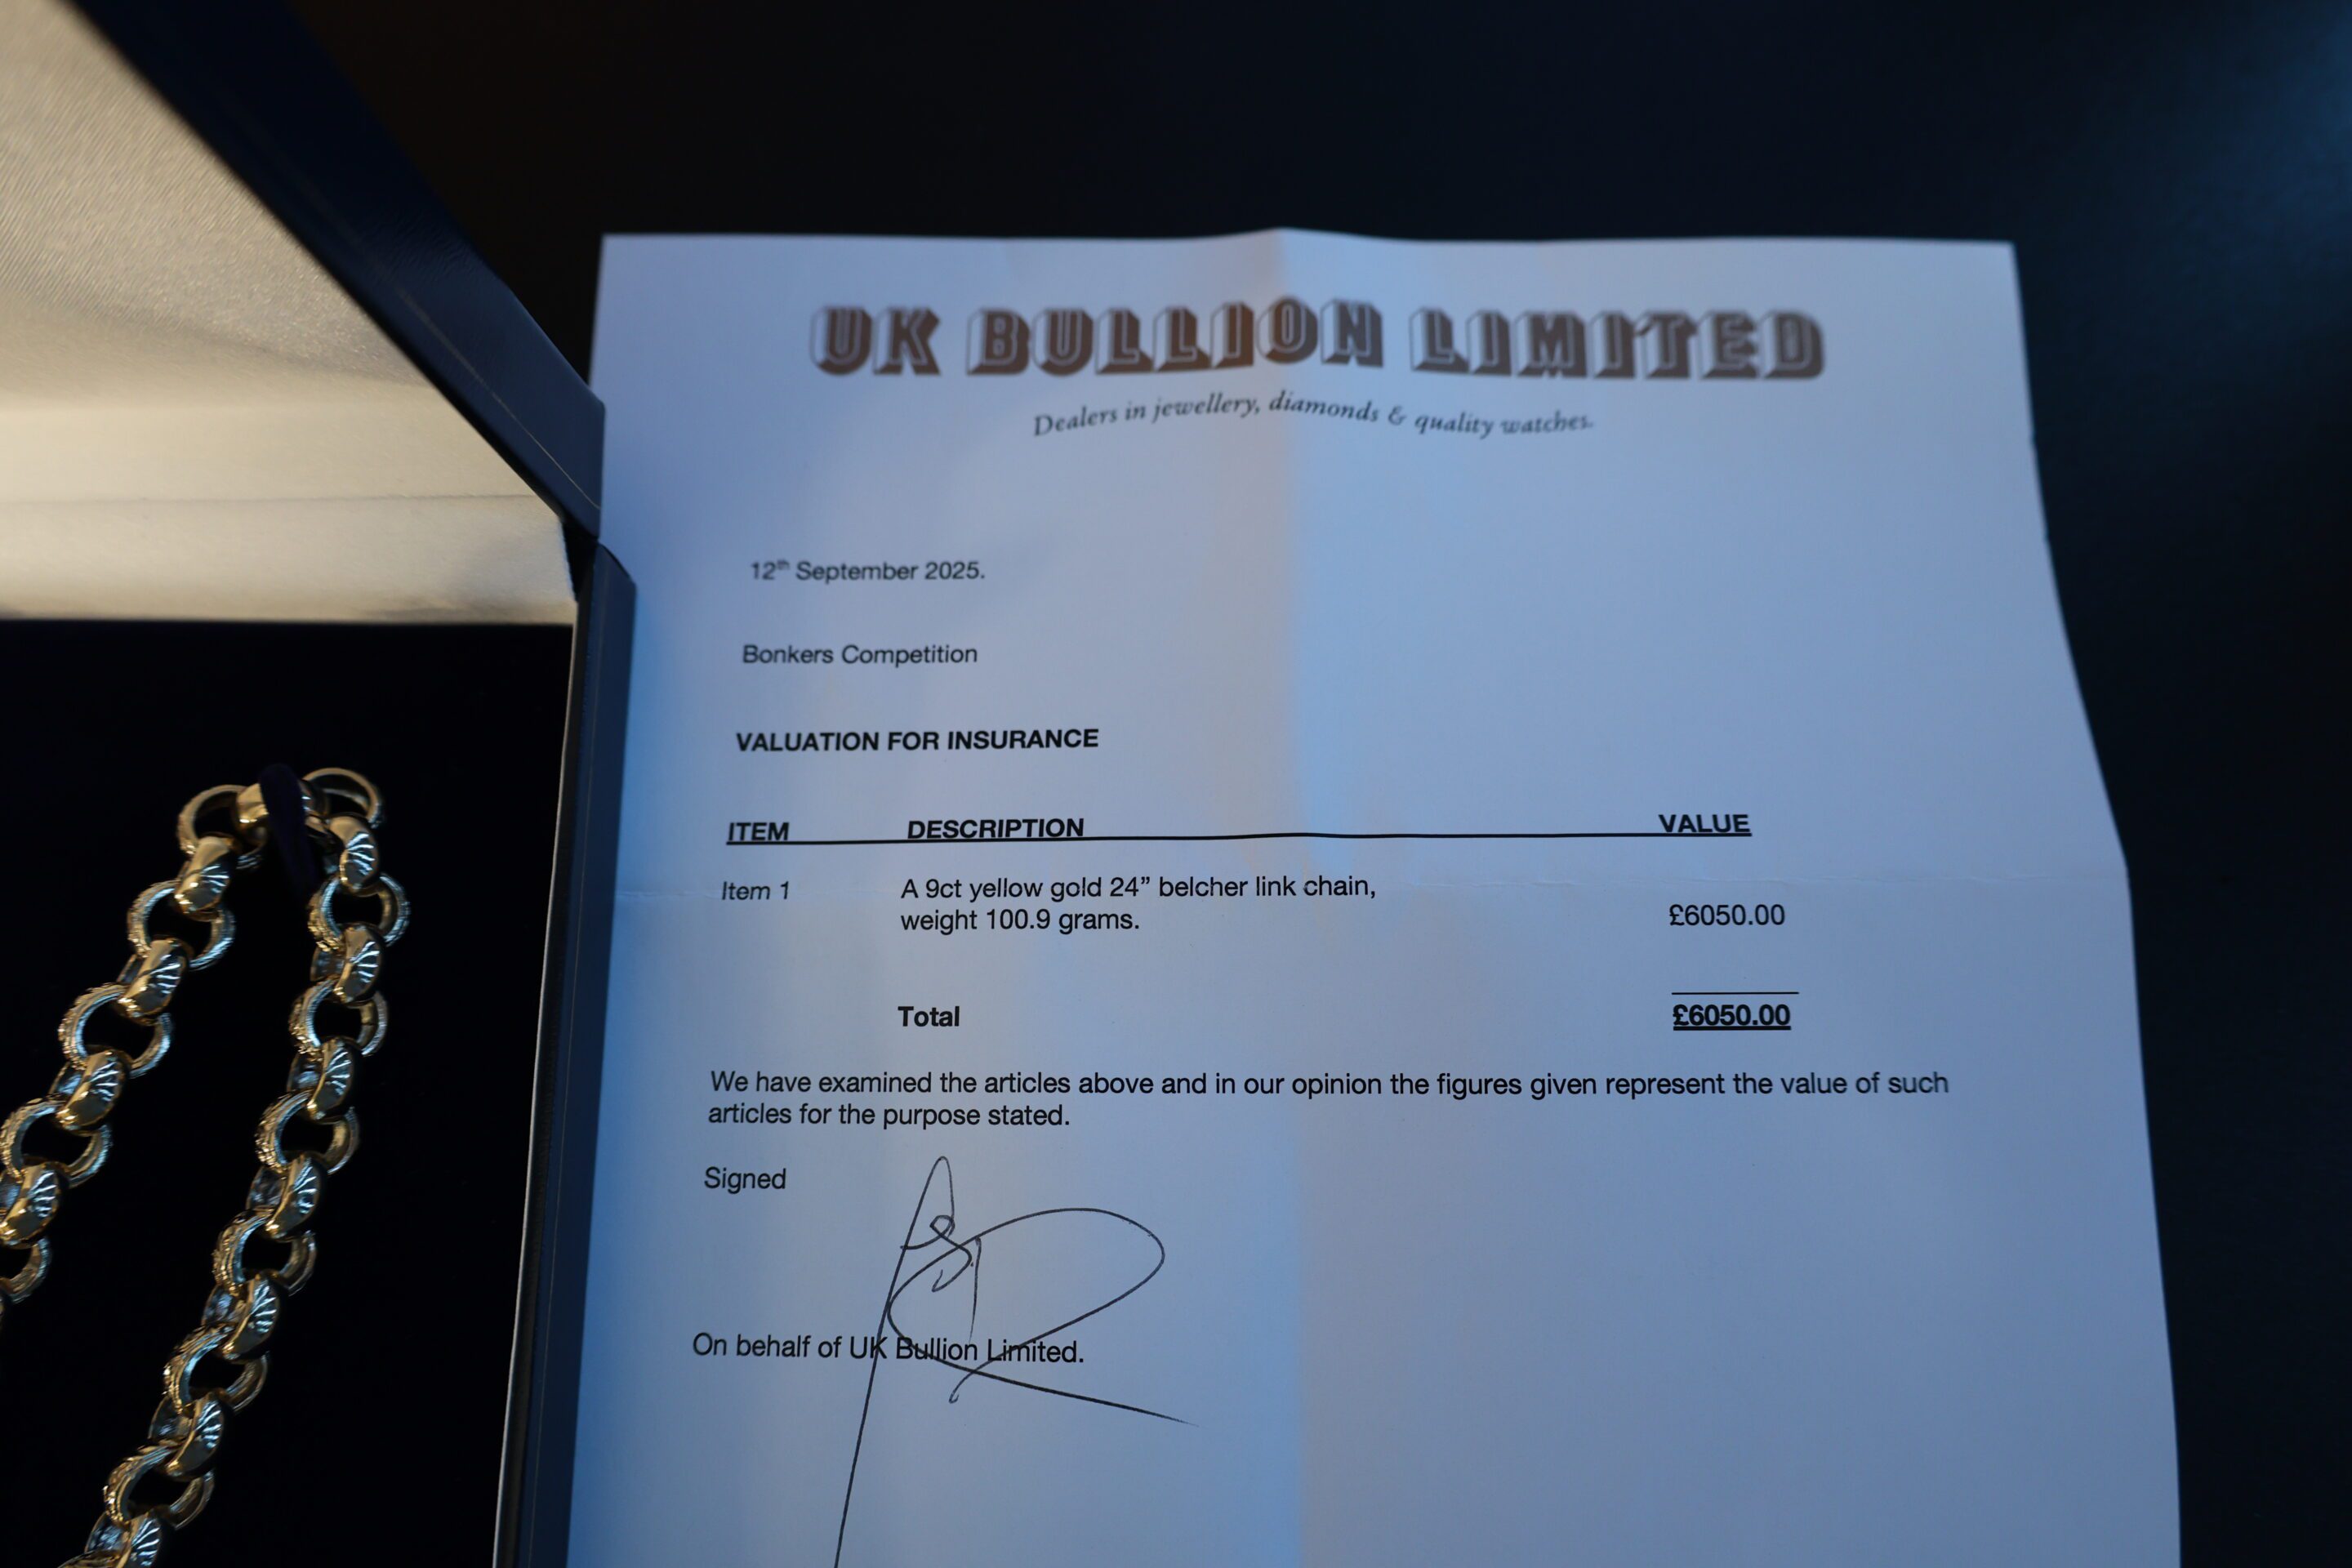 UK BULLION LIMITED
Dealers in jewellery, diamonds & quality watches.
12th September 2025.
Bonkers Competition
VALUATION FOR INSURANCE
ITEM DESCRIPTION VALUE
Item 1 A 9ct yellow gold 24” belcher link chain,
weight 100.9 grams. £6050.00
Total £6050.00
We have examined the articles above and in our opinion the figures given represent the value of such
articles for the purpose stated.
Signed
On behalf of UK Bullion Limited.